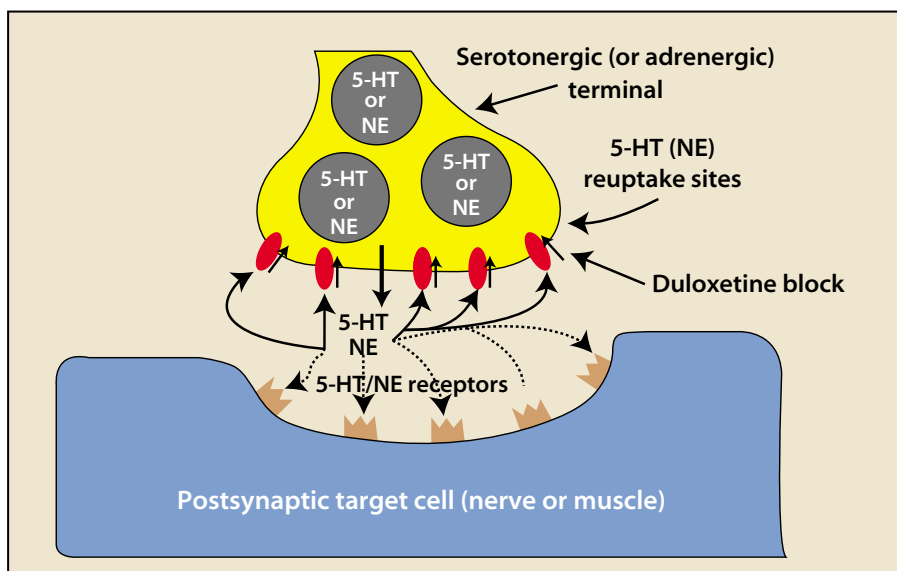 Serotonergic (or adrenergic)
terminal
5-HT
or
NE
5-HT
or
NE
5-HT
or
NE
5-HT (NE)
reuptake sites
Duloxetine block
5-HT
NE
5-HT/NE receptors
Postsynaptic target cell (nerve or muscle)